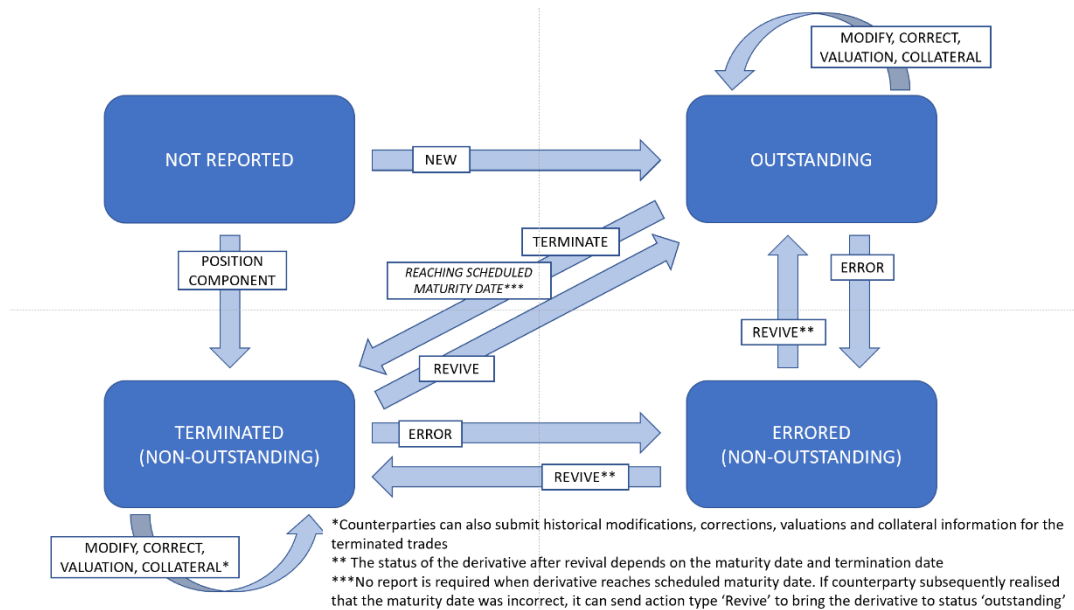 MODIFY, CORRECT,
VALUATION, COLLATERAL
NOT REPORTED
NEW
OUTSTANDING
POSITION
COMPONENT
TERMINATE
REACHING SCHEDULED
MATURITY DATE***
REVIVE
ERROR
REVIVE**
TERMINATED
(NON-OUTSTANDING)
ERROR
REVIVE**
ERRORED
(NON-OUTSTANDING)
MODIFY, CORRECT,
VALUATION, COLLATERAL*
*Counterparties can also submit historical modifications, corrections, valuations and collateral information for the
terminated trades
** The status of the derivative after revival depends on the maturity date and termination date
***No report is required when derivative reaches scheduled maturity date. If counterparty subsequently realised
that the maturity date was incorrect, it can send action type ‘Revive’ to bring the derivative to status ‘outstanding’